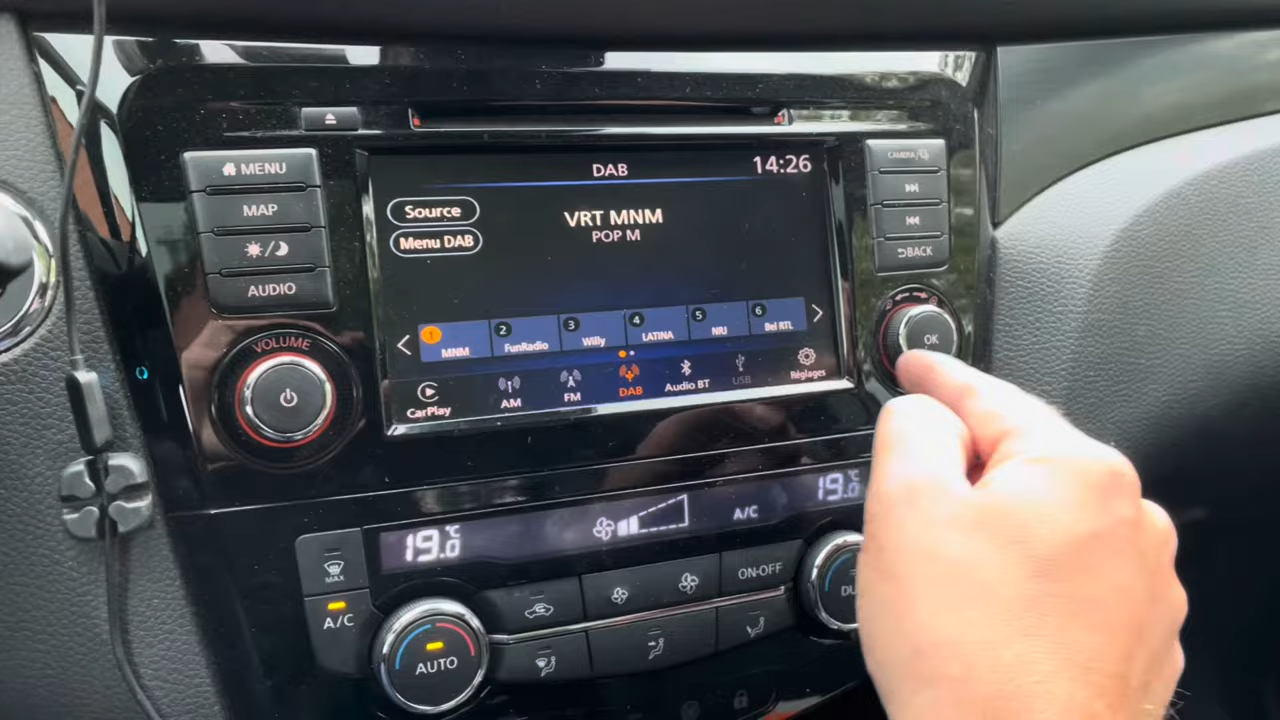 MENU
MAP
AUDIO
VOLUME
DAB
14:26
Source
VRT MNM
Menu DAB
POP M
1
MNM
2
FunRadio
3
Willy
4
LATINA
5
NRJ
6
Bel RTL
CarPlay
AM
FM
DAB
Audio BT
USB
Réglages
CAMERA/
BACK
OK
19.0
°C
A/C
19.0
°C
MAX
A/C
AUTO
ON·OFF
DU